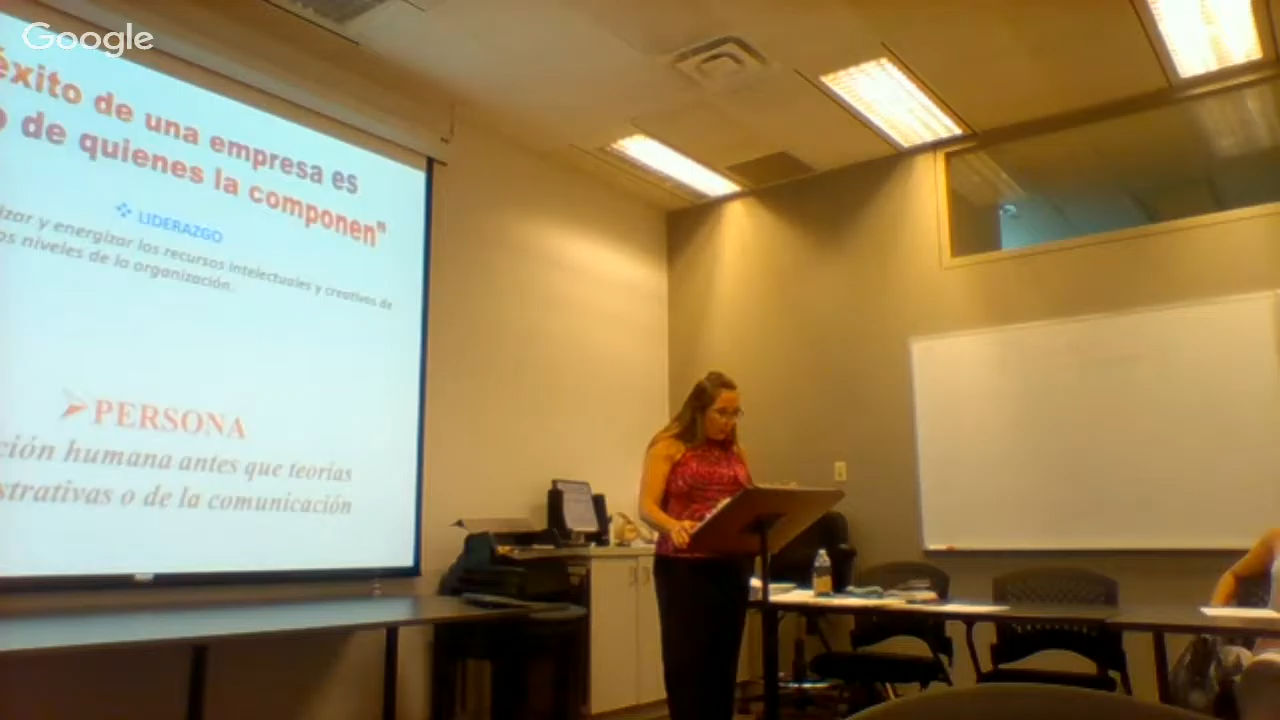 Google
éxito de una empresa es
de quienes la componen"
❖ LIDERAZGO
izar y energizar los recursos intelectuales y creativos de
os niveles de la organización.
➢ PERSONA
ción humana antes que teorías
strativas o de la comunicación